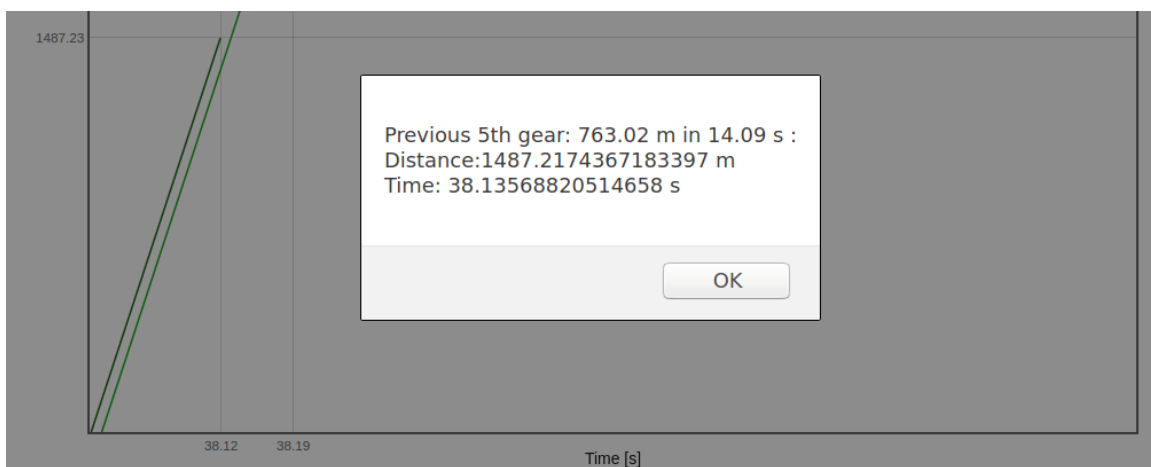 1487.23
Previous 5th gear: 763.02 m in 14.09 s :
Distance:1487.2174367183397 m
Time: 38.13568820514658 s
OK
38.12 38.19
Time [s]